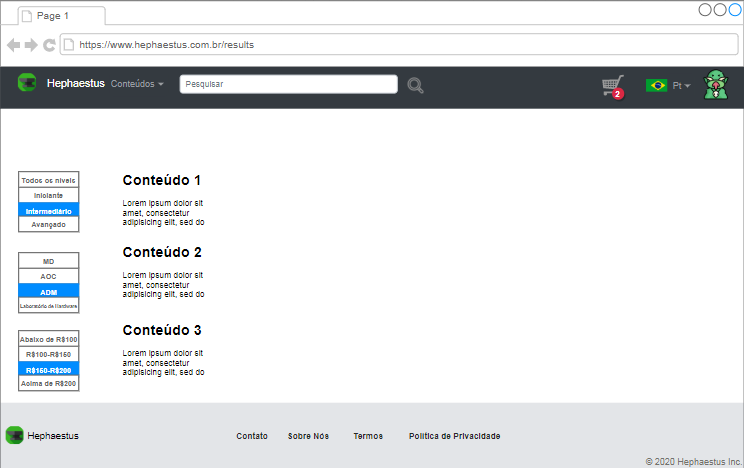 Page 1
https://www.hephaestus.com.br/results
Hephaestus Conteúdos Pesquisar 2 Pt
Todos os níveis
Iniciante
Intermediário
Avançado
Conteúdo 1
Lorem ipsum dolor sit
amet, consectetur
adipisicing elit, sed do
MD
AOC
ADM
Laboratório de Hardware
Conteúdo 2
Lorem ipsum dolor sit
amet, consectetur
adipisicing elit, sed do
Abaixo de R$100
R$100-R$150
R$150-R$200
Acima de R$200
Conteúdo 3
Lorem ipsum dolor sit
amet, consectetur
adipisicing elit, sed do
Hephaestus Contato Sobre Nós Termos Política de Privacidade
© 2020 Hephaestus Inc.